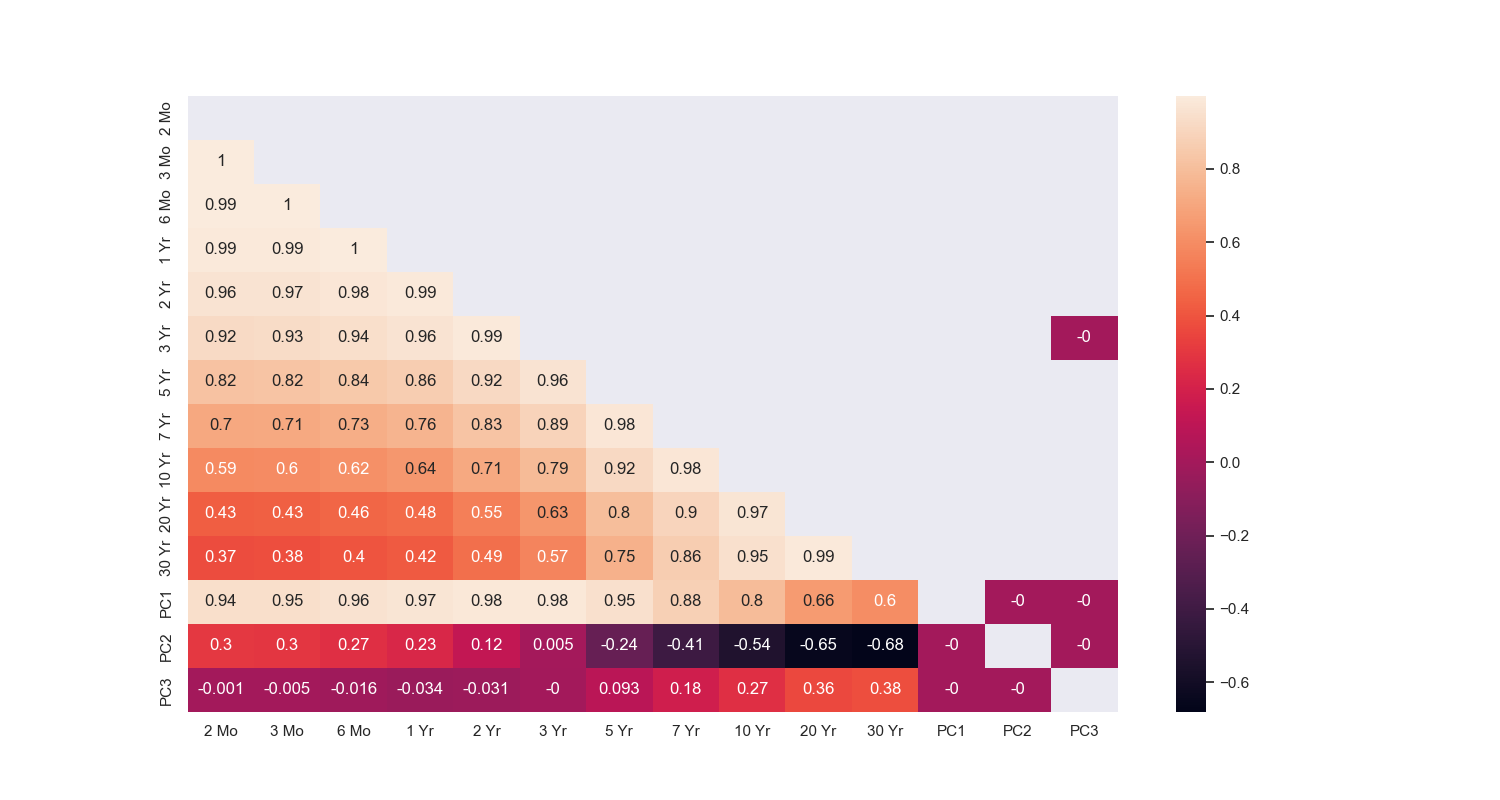 2 Mo
3 Mo 1
6 Mo 0.99 1
1 Yr 0.99 0.99 1
2 Yr 0.96 0.97 0.98 0.99
3 Yr 0.92 0.93 0.94 0.96 0.99 -0
5 Yr 0.82 0.82 0.84 0.86 0.92 0.96
7 Yr 0.7 0.71 0.73 0.76 0.83 0.89 0.98
10 Yr 0.59 0.6 0.62 0.64 0.71 0.79 0.92 0.98
20 Yr 0.43 0.43 0.46 0.48 0.55 0.63 0.8 0.9 0.97
30 Yr 0.37 0.38 0.4 0.42 0.49 0.57 0.75 0.86 0.95 0.99
PC1 0.94 0.95 0.96 0.97 0.98 0.98 0.95 0.88 0.8 0.66 0.6 -0 -0
PC2 0.3 0.3 0.27 0.23 0.12 0.005 -0.24 -0.41 -0.54 -0.65 -0.68 -0 -0
PC3 -0.001 -0.005 -0.016 -0.034 -0.031 -0 0.093 0.18 0.27 0.36 0.38 -0 -0
2 Mo 3 Mo 6 Mo 1 Yr 2 Yr 3 Yr 5 Yr 7 Yr 10 Yr 20 Yr 30 Yr PC1 PC2 PC3
0.8
0.6
0.4
0.2
0.0
−0.2
−0.4
−0.6